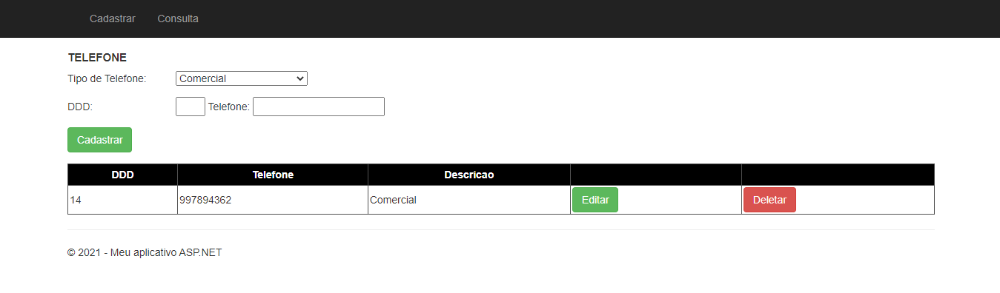 Cadastrar Consulta
TELEFONE
Tipo de Telefone: Comercial
DDD: Telefone:
Cadastrar
DDD Telefone Descricao
14 997894362 Comercial Editar Deletar
© 2021 - Meu aplicativo ASP.NET